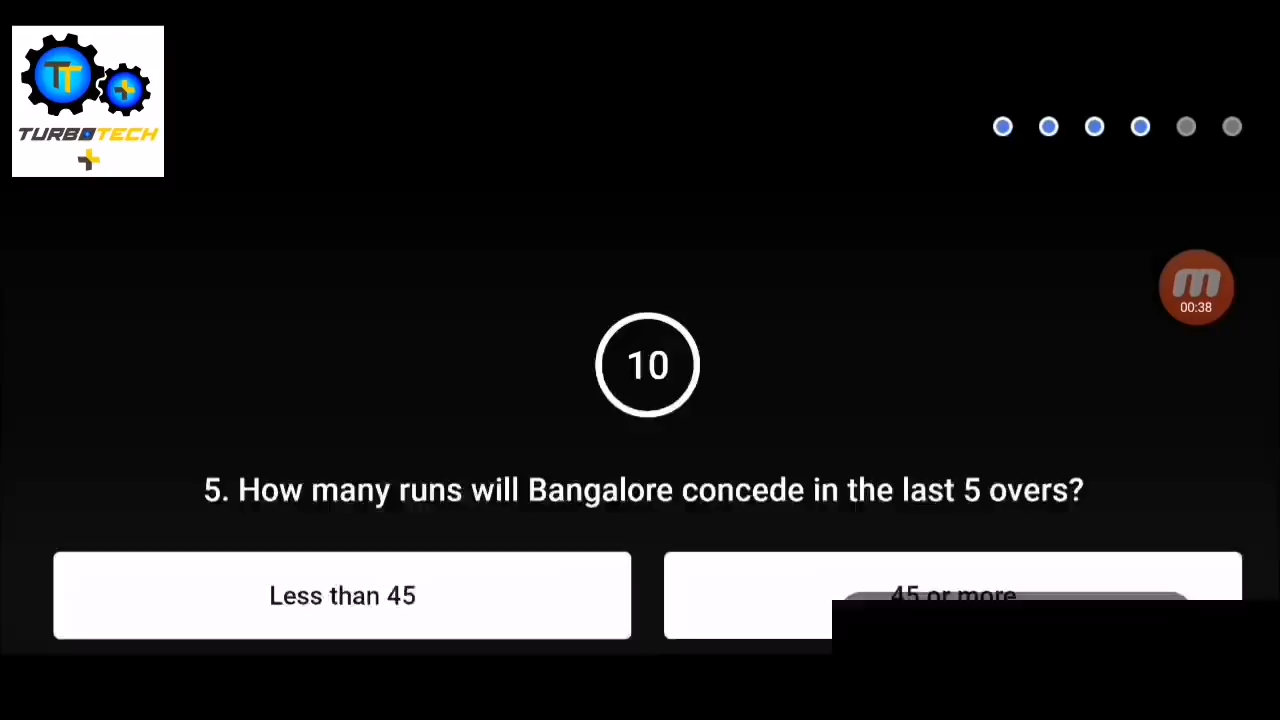 TT
TURBOTECH
00:38
10
5. How many runs will Bangalore concede in the last 5 overs?
Less than 45
45 or more